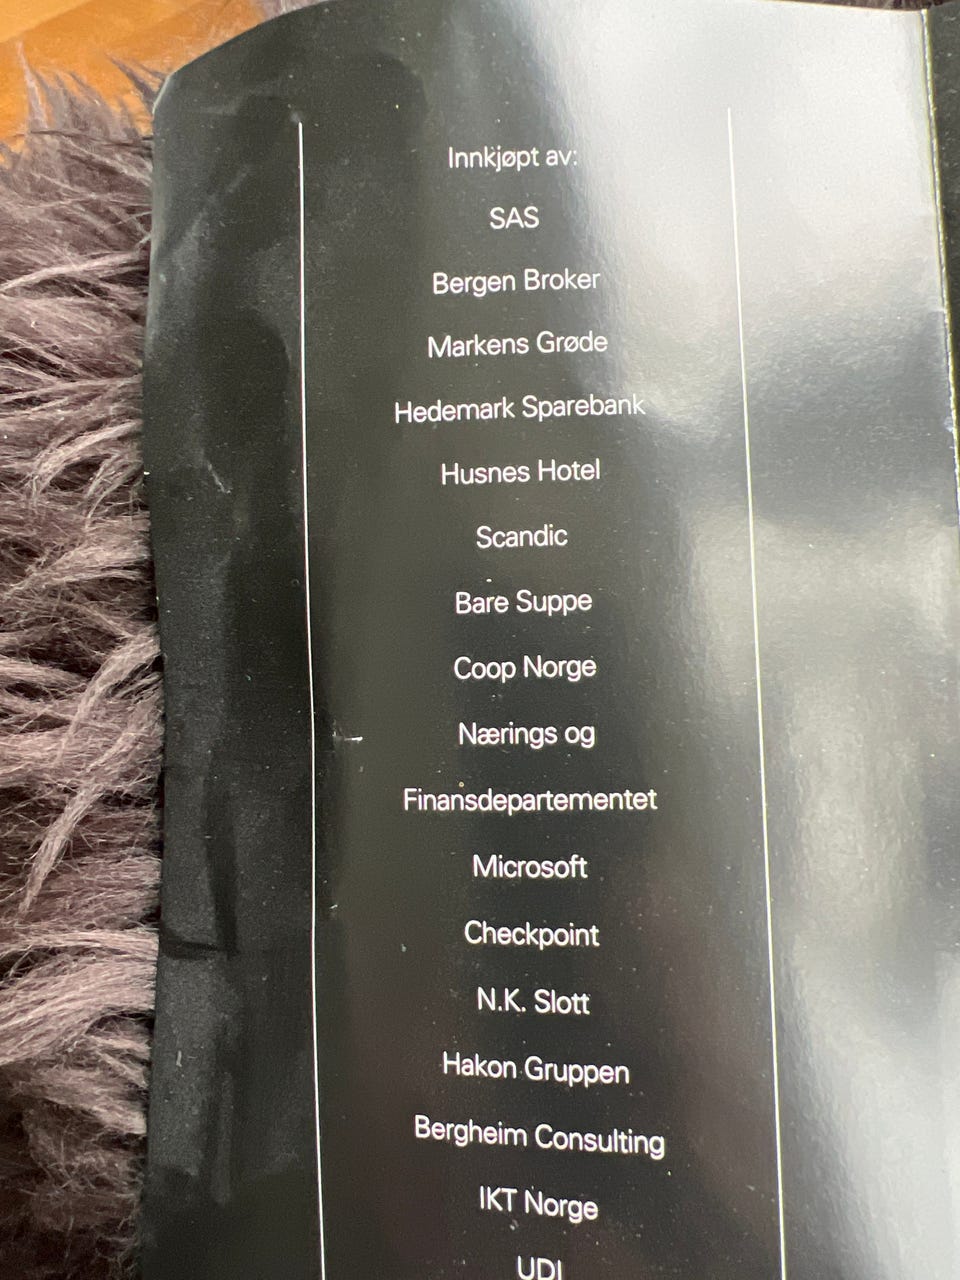 Innkjøpt av:
SAS
Bergen Broker
Markens Grøde
Hedemark Sparebank
Husnes Hotel
Scandic
Bare Suppe
Coop Norge
Nærings og
Finansdepartementet
Microsoft
Checkpoint
N.K. Slott
Hakon Gruppen
Bergheim Consulting
IKT Norge
UDI